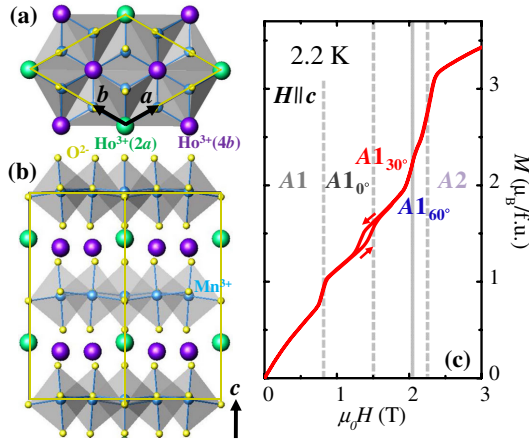 (a)
b a
Ho³⁺(2a) Ho³⁺(4b)
O²⁻
(b)
Mn³⁺
c
2.2 K
H||c
A1 A1₀° A1₃₀° A1₆₀° A2
(c)
0 1 2 3
μ₀H (T)
0
1
2
3
M (μ_B/f.u.)